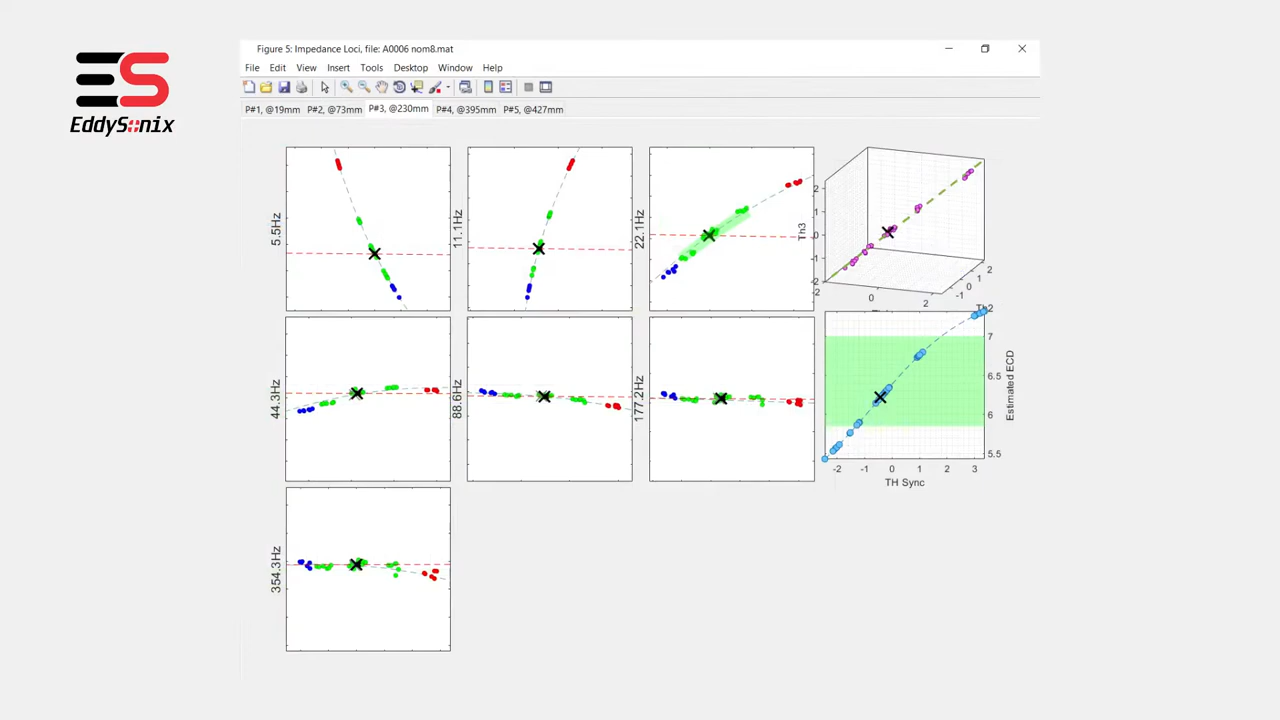 ES
EddySonix
Figure 5: Impedance Loci, file: A0006 nom8.mat
File Edit View Insert Tools Desktop Window Help
P#1, @19mm P#2, @73mm P#3, @230mm P#4, @395mm P#5, @427mm
5.5Hz
11.1Hz
22.1Hz
Th3
2
1
0
-1
-2
2
0
2
-1
0
1
2
Th2
44.3Hz
88.6Hz
177.2Hz
7
6.5
6
5.5
Estimated ECD
-2 -1 0 1 2 3
TH Sync
354.3Hz